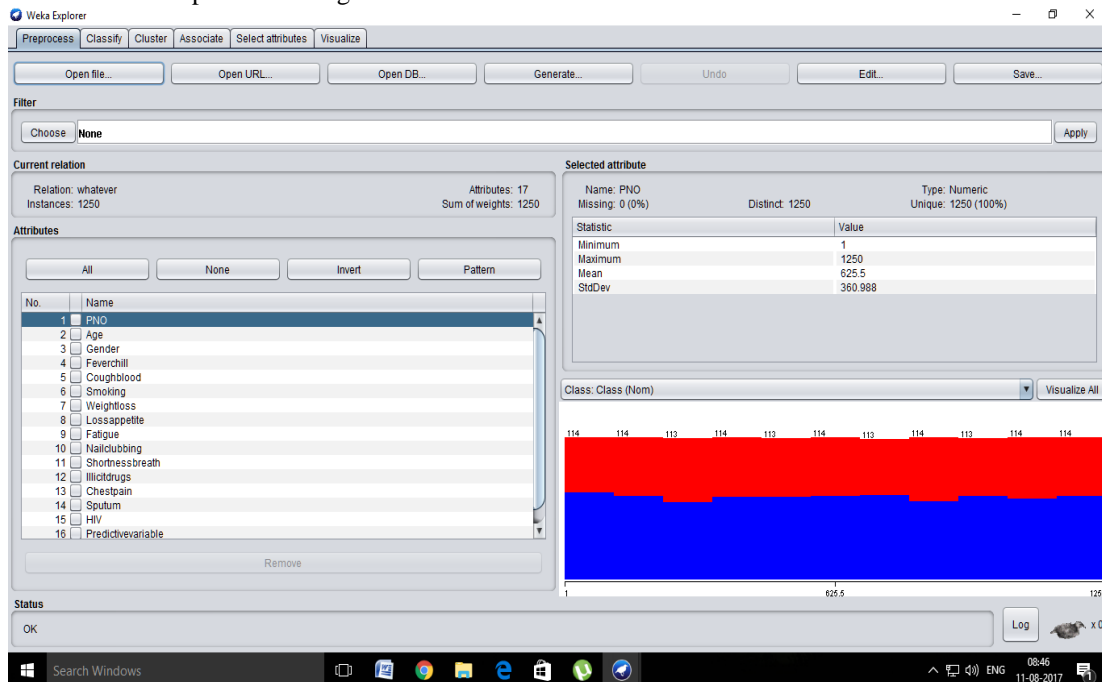 Weka Explorer
Preprocess Classify Cluster Associate Select attributes Visualize
Open file... Open URL... Open DB... Generate... Undo Edit... Save...
Filter
Choose None Apply
Current relation
Relation: whatever Attributes: 17
Instances: 1250 Sum of weights: 1250
Attributes
All None Invert Pattern
No. Name
1 PNO
2 Age
3 Gender
4 Feverchill
5 Coughblood
6 Smoking
7 Weightloss
8 Lossappetite
9 Fatigue
10 Nailclubbing
11 Shortnessbreath
12 Illicitdrugs
13 Chestpain
14 Sputum
15 HIV
16 Predictivevariable
Remove
Selected attribute
Name: PNO Type: Numeric
Missing: 0 (0%) Distinct: 1250 Unique: 1250 (100%)
Statistic Value
Minimum 1
Maximum 1250
Mean 625.5
StdDev 360.988
Class: Class (Nom) Visualize All
114 114 113 114 113 114 113 114 113 114 114
1 625.5 125
Status
OK
Log x 0
Search Windows ENG 08:46
11-08-2017
1